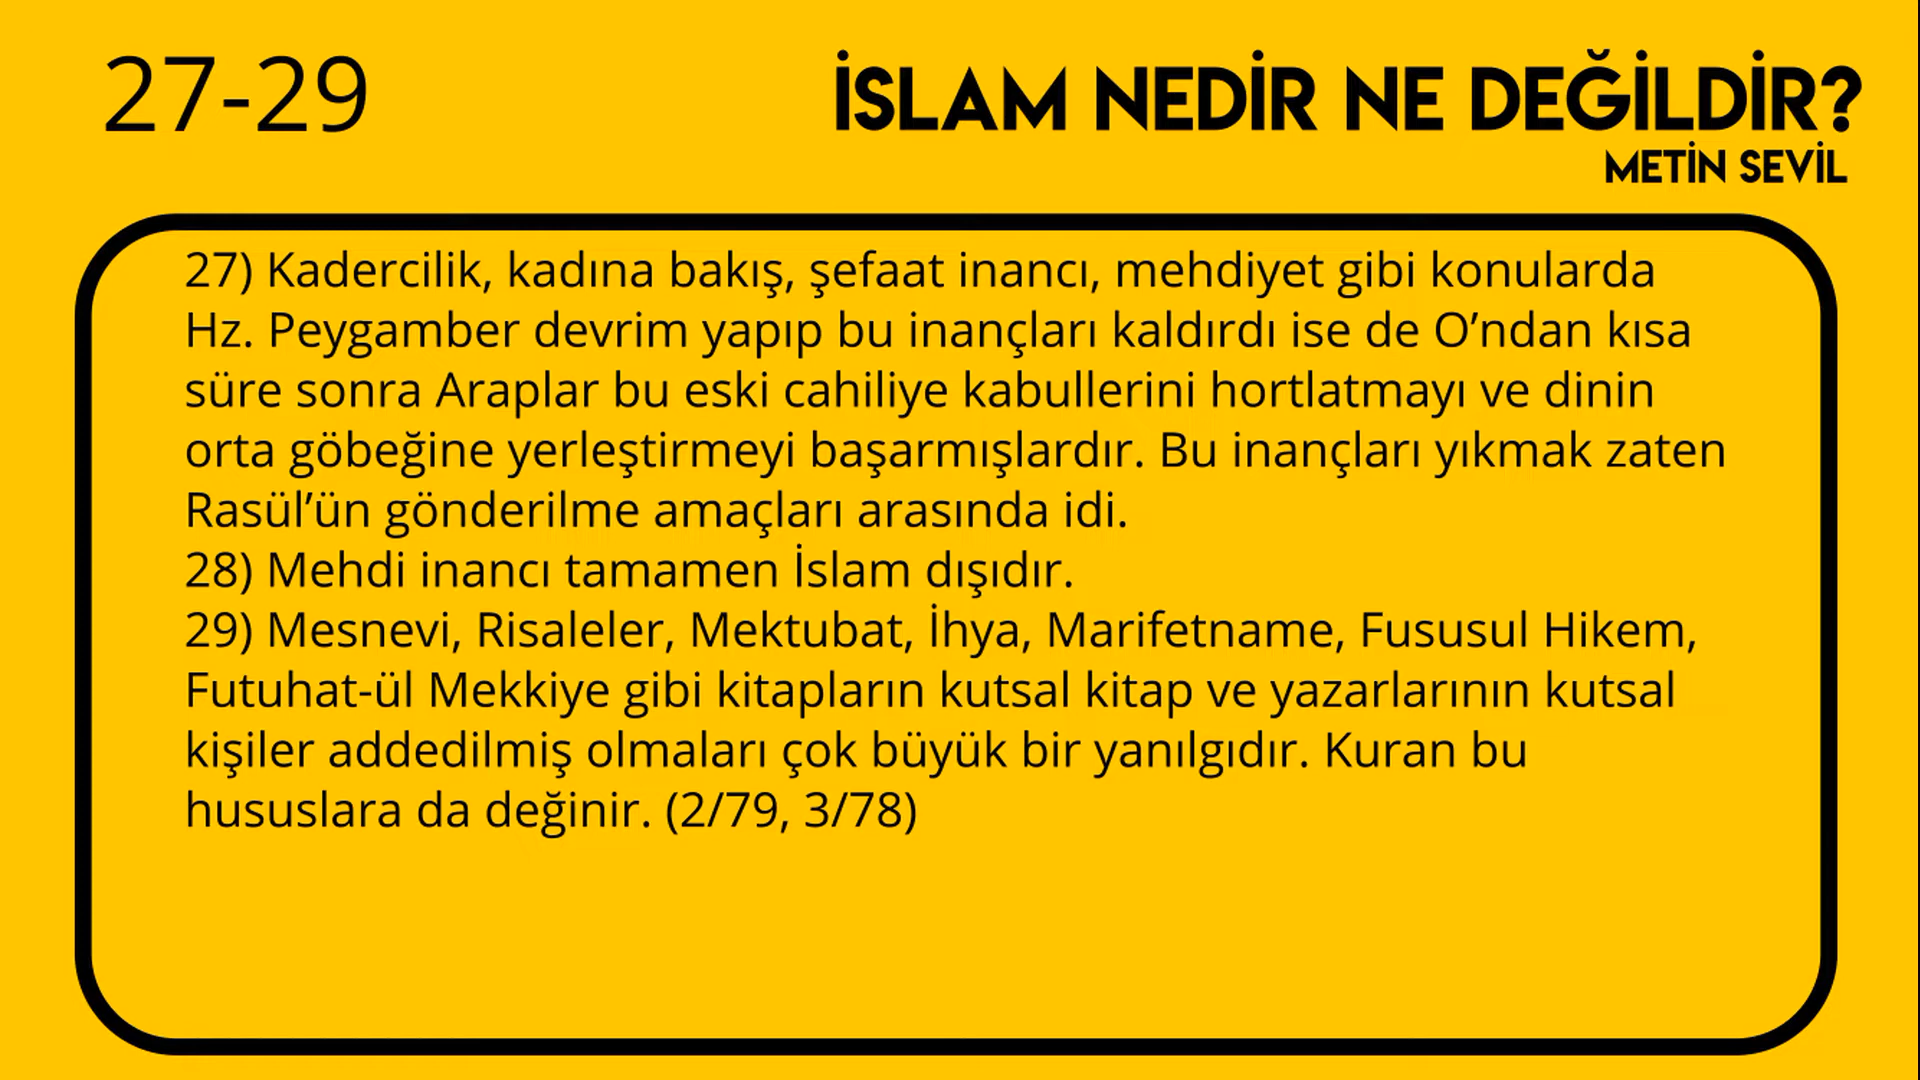 27-29
İSLAM NEDİR NE DEĞİLDİR?
METİN SEVİL
27) Kadercilik, kadına bakış, şefaat inancı, mehdiyet gibi konularda
Hz. Peygamber devrim yapıp bu inançları kaldırdı ise de O’ndan kısa
süre sonra Araplar bu eski cahiliye kabullerini hortlatmayı ve dinin
orta göbeğine yerleştirmeyi başarmışlardır. Bu inançları yıkmak zaten
Rasül’ün gönderilme amaçları arasında idi.
28) Mehdi inancı tamamen İslam dışıdır.
29) Mesnevi, Risaleler, Mektubat, İhya, Marifetname, Fususul Hikem,
Futuhat-ül Mekkiye gibi kitapların kutsal kitap ve yazarlarının kutsal
kişiler addedilmiş olmaları çok büyük bir yanılgıdır. Kuran bu
hususlara da değinir. (2/79, 3/78)